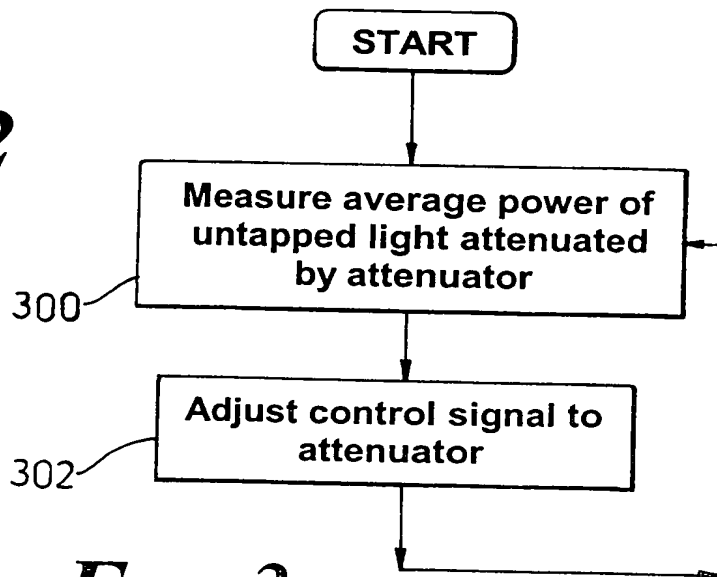 START
Measure average power of
untapped light attenuated
by attenuator
300
Adjust control signal to
attenuator
302